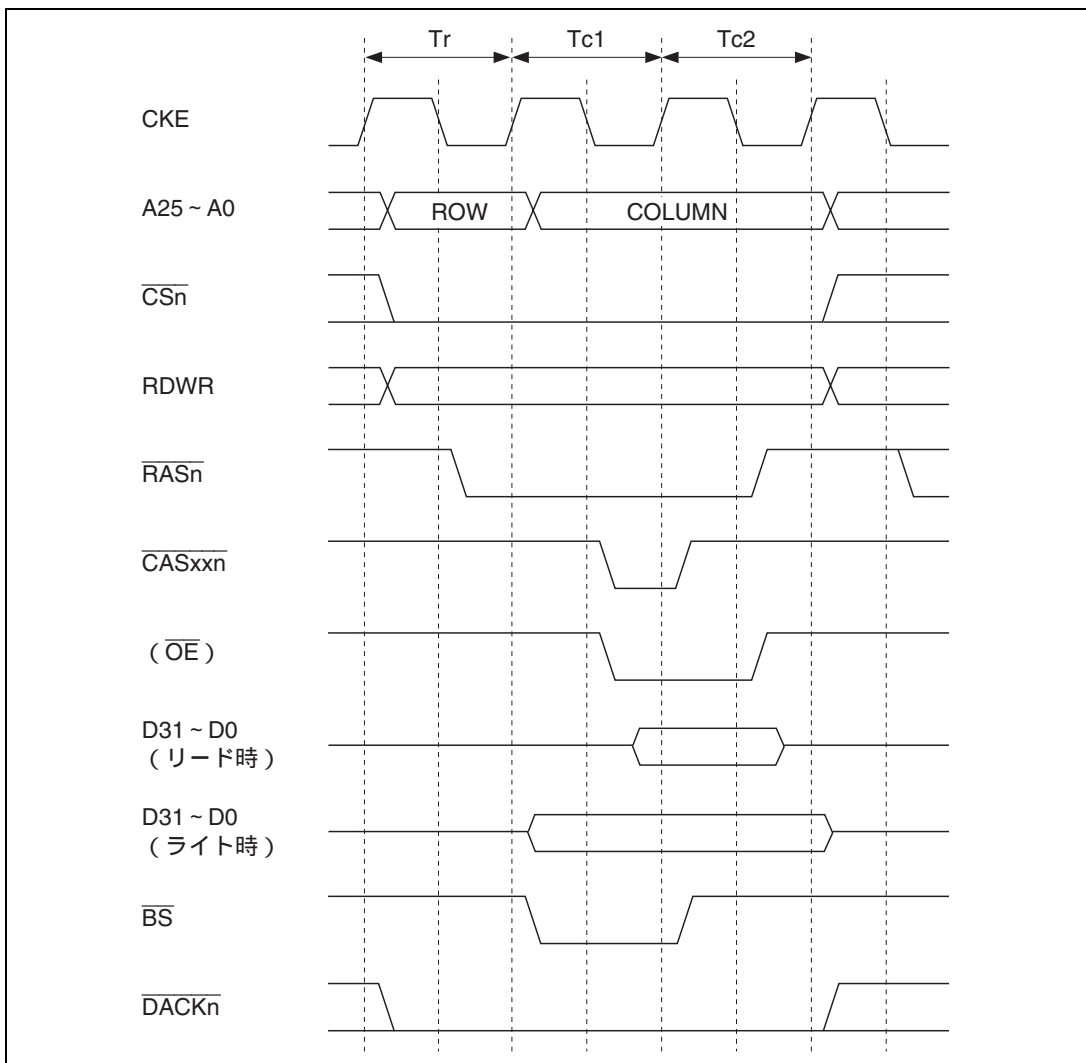 Tr Tc1 Tc2
CKE
A25 ~ A0 ROW COLUMN
CSn
RDWR
RASn
CASxxn
( OE )
D31 ~ D0
(リード時)
D31 ~ D0
(ライト時)
BS
DACKn